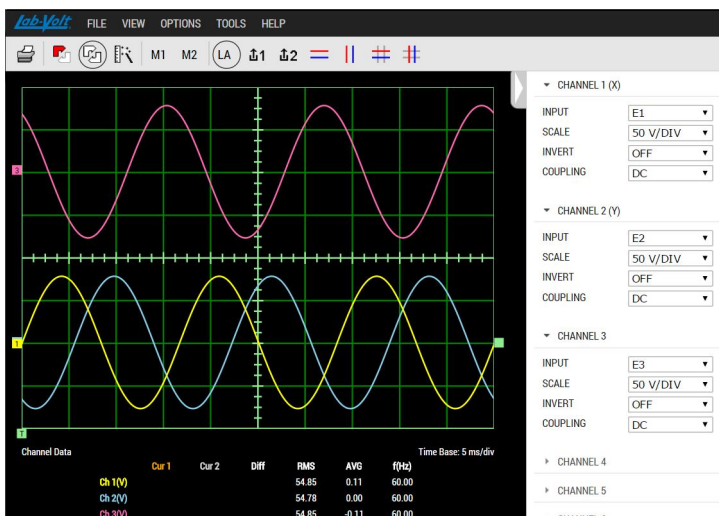 Lab-Volt FILE VIEW OPTIONS TOOLS HELP
M1 M2 LA 1 2
CHANNEL 1 (X)
INPUT E1
SCALE 50 V/DIV
INVERT OFF
COUPLING DC
CHANNEL 2 (Y)
INPUT E2
SCALE 50 V/DIV
INVERT OFF
COUPLING DC
CHANNEL 3
INPUT E3
SCALE 50 V/DIV
INVERT OFF
COUPLING DC
CHANNEL 4
CHANNEL 5
3
1
T
Channel Data Time Base: 5 ms/div
Cur 1 Cur 2 Diff RMS AVG f(Hz)
Ch 1(V) 54.85 0.11 60.00
Ch 2(V) 54.78 0.00 60.00
Ch 3(V) 54.85 -0.11 60.00